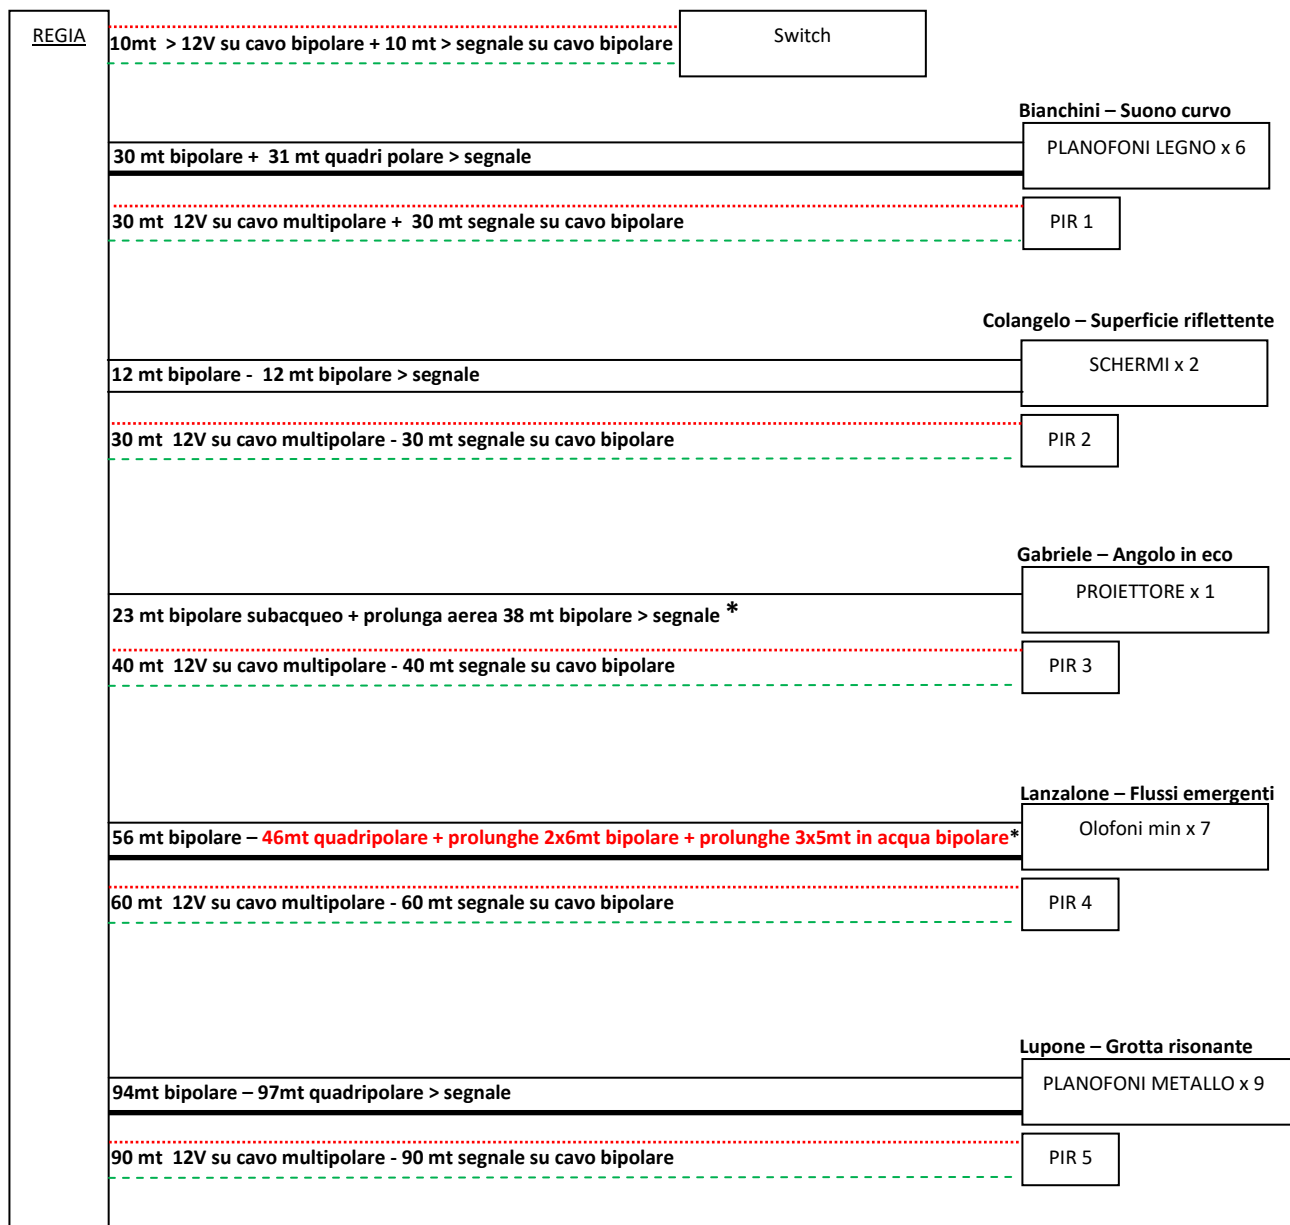 REGIA
10mt > 12V su cavo bipolare + 10 mt > segnale su cavo bipolare
Switch
Bianchini – Suono curvo
30 mt bipolare + 31 mt quadri polare > segnale
PLANOFONI LEGNO x 6
30 mt 12V su cavo multipolare + 30 mt segnale su cavo bipolare
PIR 1
Colangelo – Superficie riflettente
12 mt bipolare - 12 mt bipolare > segnale
SCHERMI x 2
30 mt 12V su cavo multipolare - 30 mt segnale su cavo bipolare
PIR 2
Gabriele – Angolo in eco
23 mt bipolare subacqueo + prolunga aerea 38 mt bipolare > segnale *
PROIETTORE x 1
40 mt 12V su cavo multipolare - 40 mt segnale su cavo bipolare
PIR 3
Lanzalone – Flussi emergenti
56 mt bipolare – 46mt quadripolare + prolunghe 2x6mt bipolare + prolunghe 3x5mt in acqua bipolare*
Olofoni min x 7
60 mt 12V su cavo multipolare - 60 mt segnale su cavo bipolare
PIR 4
Lupone – Grotta risonante
94mt bipolare – 97mt quadripolare > segnale
PLANOFONI METALLO x 9
90 mt 12V su cavo multipolare - 90 mt segnale su cavo bipolare
PIR 5